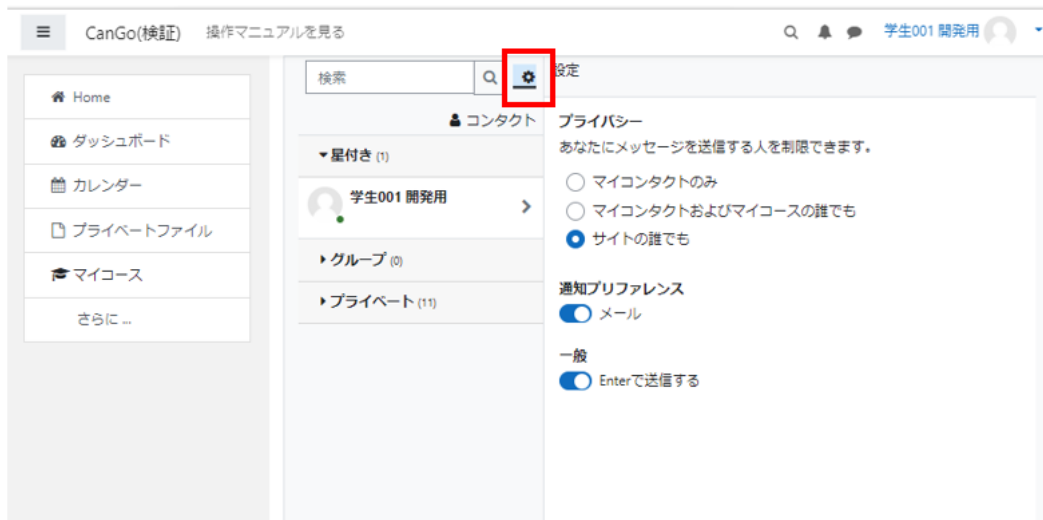 CanGo(検証) 操作マニュアルを見る 学生001 開発用
Home
ダッシュボード
カレンダー
プライベートファイル
マイコース
さらに ...
検索
コンタクト
星付き (1)
学生001 開発用
グループ (0)
プライベート (11)
設定
プライバシー
あなたにメッセージを送信する人を制限できます。
マイコンタクトのみ
マイコンタクトおよびマイコースの誰でも
サイトの誰でも
通知プリファレンス
メール
一般
Enterで送信する